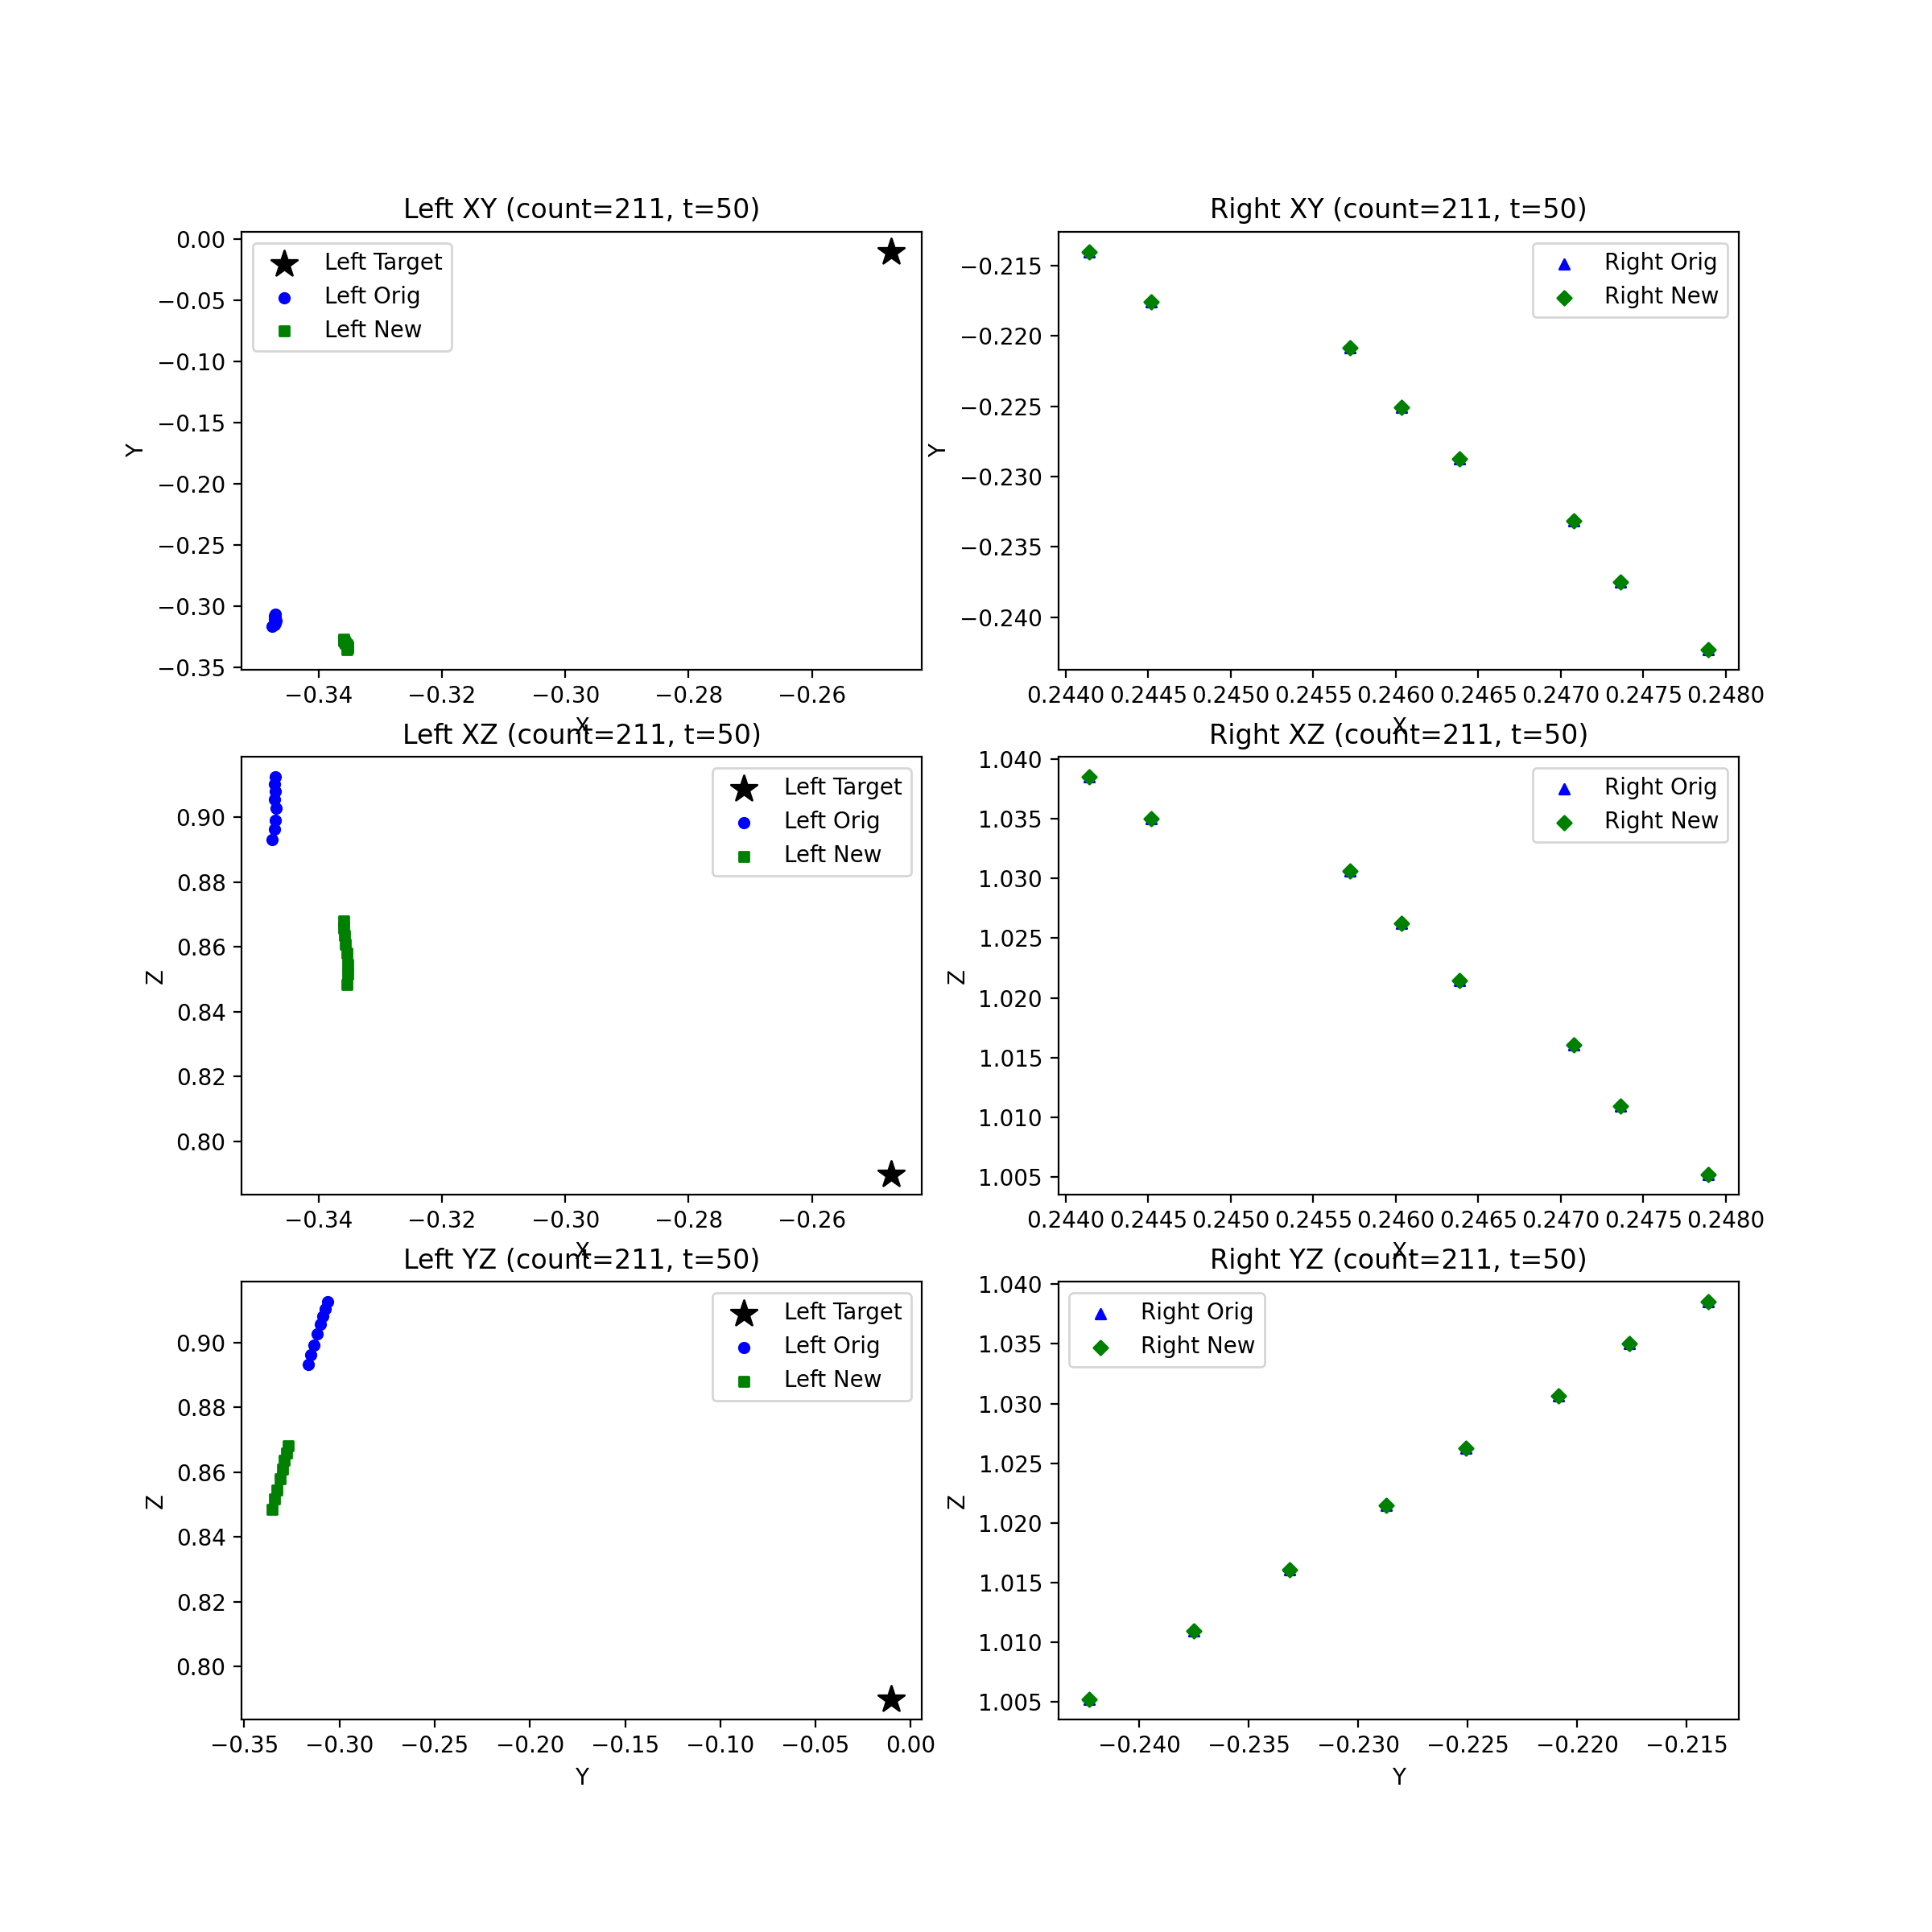 Left XY (count=211, t=50)
Right XY (count=211, t=50)
0.00
−0.05
−0.10
−0.15
−0.20
−0.25
−0.30
−0.35
Y
Left Target
Left Orig
Left New
−0.34 −0.32 −0.30 −0.28 −0.26
X
−0.215
−0.220
−0.225
−0.230
−0.235
−0.240
Y
Right Orig
Right New
0.2440 0.2445 0.2450 0.2455 0.2460 0.2465 0.2470 0.2475 0.2480
X
Left XZ (count=211, t=50)
Right XZ (count=211, t=50)
0.90
0.88
0.86
0.84
0.82
0.80
Z
Left Target
Left Orig
Left New
−0.34 −0.32 −0.30 −0.28 −0.26
X
1.040
1.035
1.030
1.025
1.020
1.015
1.010
1.005
Z
Right Orig
Right New
0.2440 0.2445 0.2450 0.2455 0.2460 0.2465 0.2470 0.2475 0.2480
X
Left YZ (count=211, t=50)
Right YZ (count=211, t=50)
0.90
0.88
0.86
0.84
0.82
0.80
Z
Left Target
Left Orig
Left New
−0.35 −0.30 −0.25 −0.20 −0.15 −0.10 −0.05 0.00
Y
1.040
1.035
1.030
1.025
1.020
1.015
1.010
1.005
Z
Right Orig
Right New
−0.240 −0.235 −0.230 −0.225 −0.220 −0.215
Y